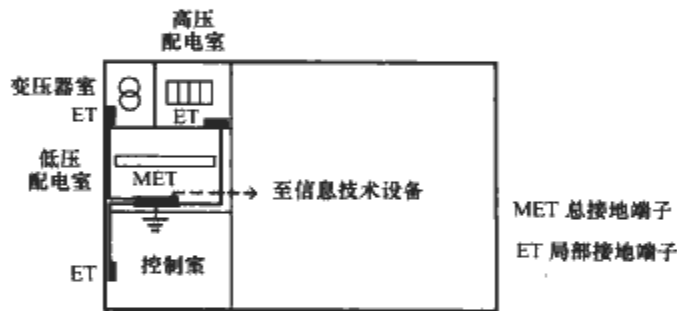 高压
配电室
变压器室
ET
ET
低压
配电室
MET
至信息技术设备
MET 总接地端子
ET 局部接地端子
ET
控制室